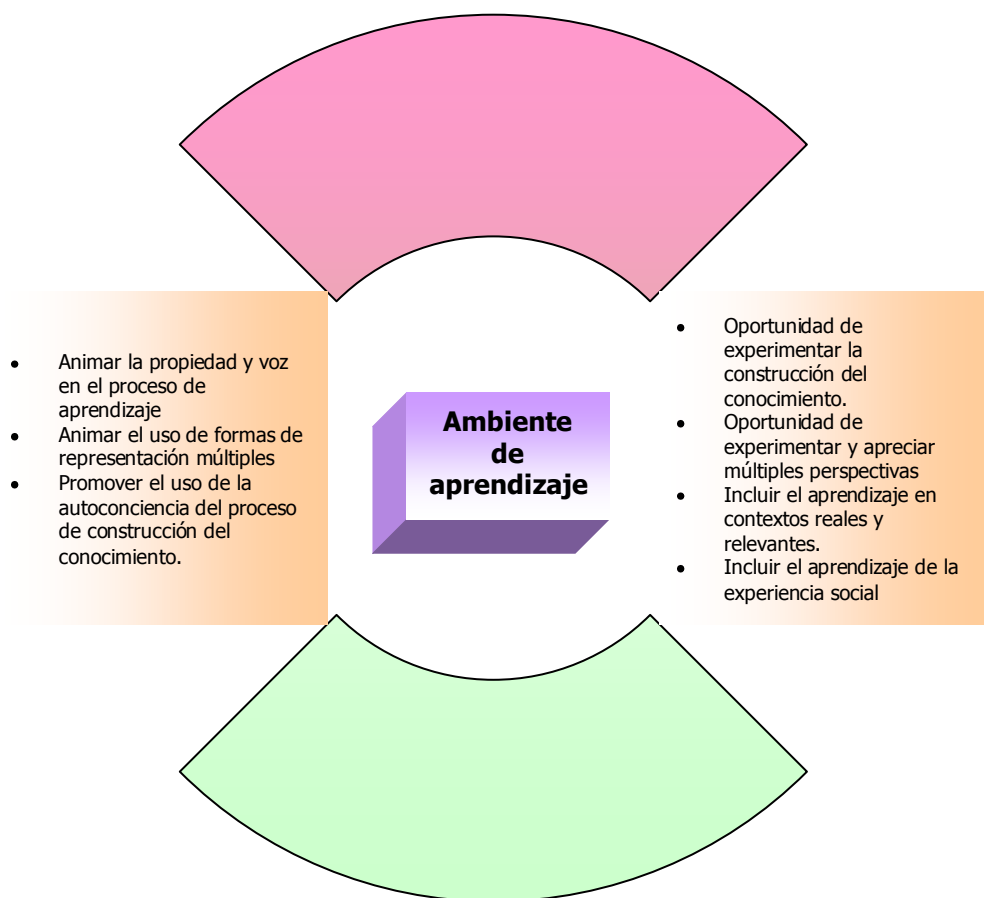 • Animar la propiedad y voz
en el proceso de
aprendizaje
• Animar el uso de formas de
representación múltiples
• Promover el uso de la
autoconciencia del proceso
de construcción del
conocimiento.
Ambiente
de
aprendizaje
• Oportunidad de
experimentar la
construcción del
conocimiento.
• Oportunidad de
experimentar y apreciar
múltiples perspectivas
• Incluir el aprendizaje en
contextos reales y
relevantes.
• Incluir el aprendizaje de la
experiencia social